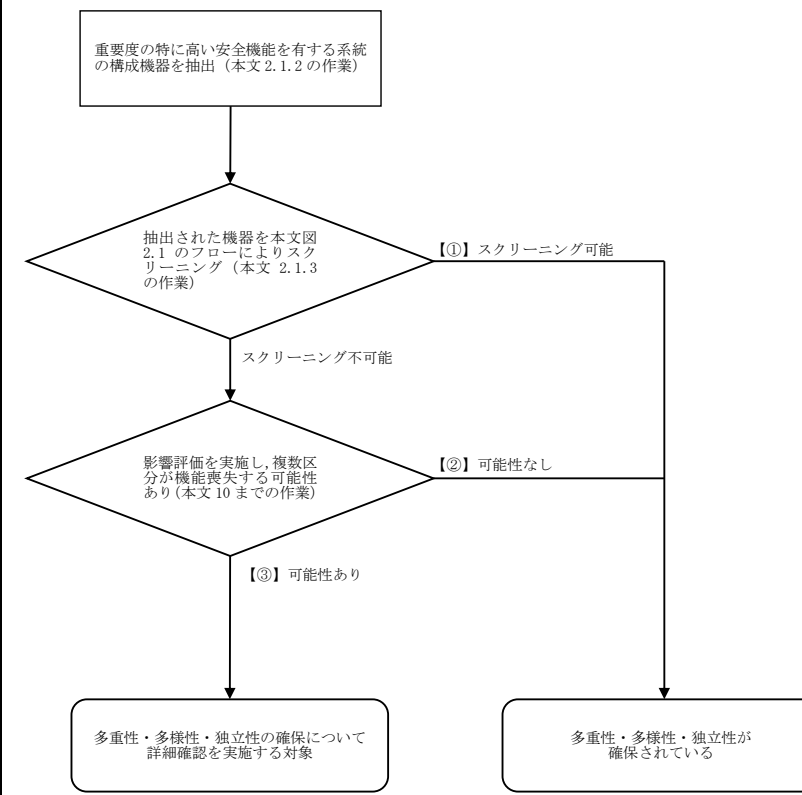 重要度の特に高い安全機能を有する系統
の構成機器を抽出（本文 2.1.2 の作業）
抽出された機器を本文図
2.1 のフローによりスク
リーニング（本文 2.1.3
の作業）
【①】スクリーニング可能
スクリーニング不可能
影響評価を実施し,複数区
分が機能喪失する可能性
あり(本文 10 までの作業)
【②】可能性なし
【③】可能性あり
多重性・多様性・独立性の確保について
詳細確認を実施する対象
多重性・多様性・独立性が
確保されている